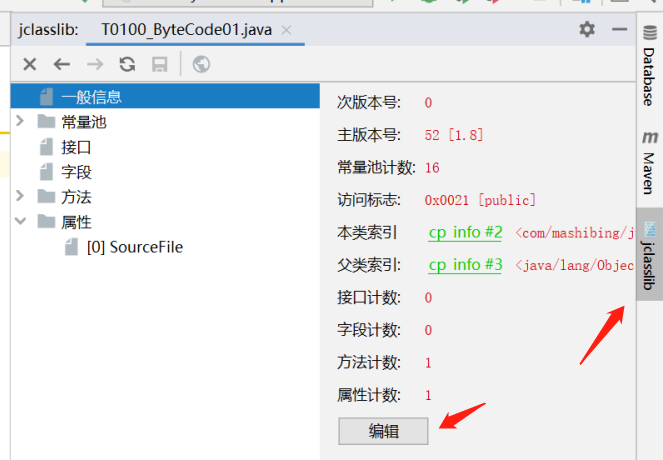 jclasslib:
T0100_ByteCode01.java
一般信息
常量池
接口
字段
方法
属性
[0] SourceFile
次版本号: 0
主版本号: 52 [1.8]
常量池计数: 16
访问标志: 0x0021 [public]
本类索引 cp info #2 <com/mashibing/j
父类索引: cp info #3 <java/lang/Objec
接口计数: 0
字段计数: 0
方法计数: 1
属性计数: 1
编辑
Database
m
Maven
jclasslib